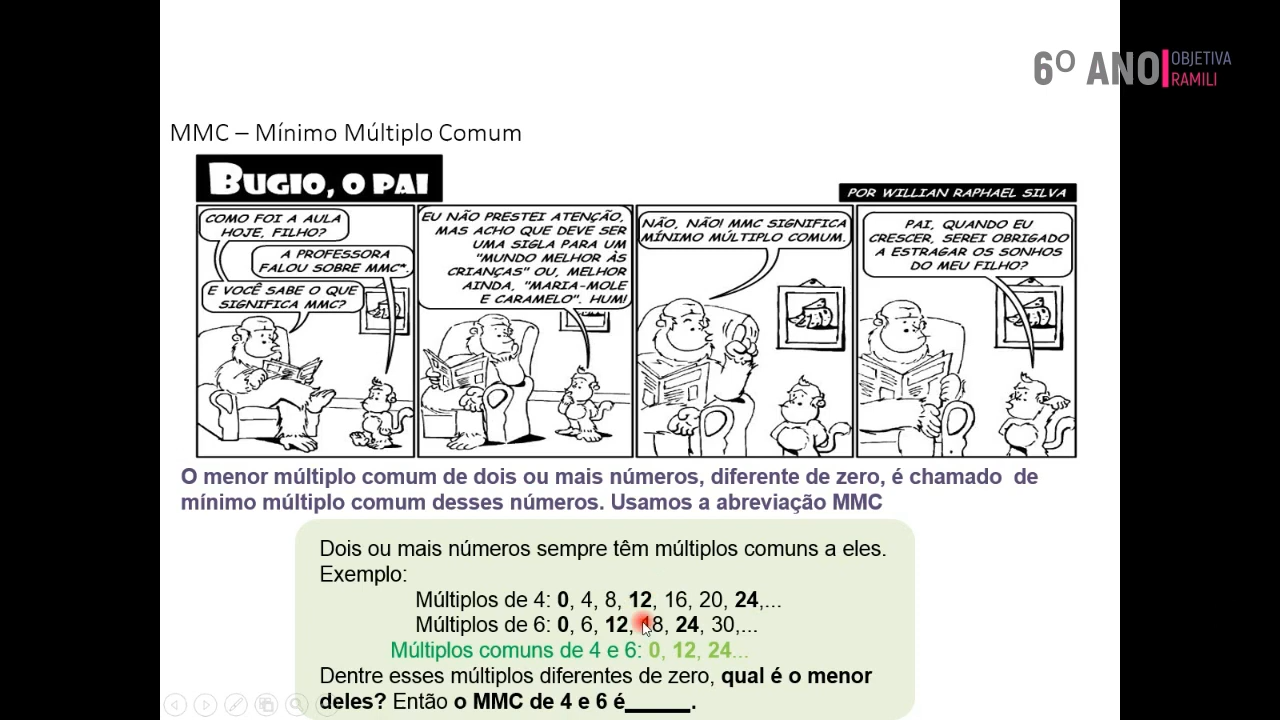 6º ANO
OBJETIVA
RAMILI
MMC – Mínimo Múltiplo Comum
BUGIO, O PAI
POR WILLIAN RAPHAEL SILVA
COMO FOI A AULA
HOJE, FILHO?
A PROFESSORA
FALOU SOBRE MMC*.
E VOCÊ SABE O QUE
SIGNIFICA MMC?
EU NÃO PRESTEI ATENÇÃO,
MAS ACHO QUE DEVE SER
UMA SIGLA PARA UM
"MUNDO MELHOR ÀS
CRIANÇAS" OU, MELHOR
AINDA, "MARIA-MOLE
E CARAMELO". HUM!
NÃO, NÃO! MMC SIGNIFICA
MÍNIMO MÚLTIPLO COMUM.
PAI, QUANDO EU
CRESCER, SEREI OBRIGADO
A ESTRAGAR OS SONHOS
DO MEU FILHO?
O menor múltiplo comum de dois ou mais números, diferente de zero, é chamado de
mínimo múltiplo comum desses números. Usamos a abreviação MMC
Dois ou mais números sempre têm múltiplos comuns a eles.
Exemplo:
Múltiplos de 4: 0, 4, 8, 12, 16, 20, 24,...
Múltiplos de 6: 0, 6, 12, 18, 24, 30,...
Múltiplos comuns de 4 e 6: 0, 12, 24...
Dentre esses múltiplos diferentes de zero, qual é o menor
deles? Então o MMC de 4 e 6 é______.